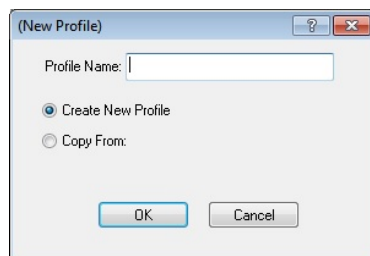 (New Profile)
?
Profile Name:
Create New Profile
Copy From:
OK
Cancel